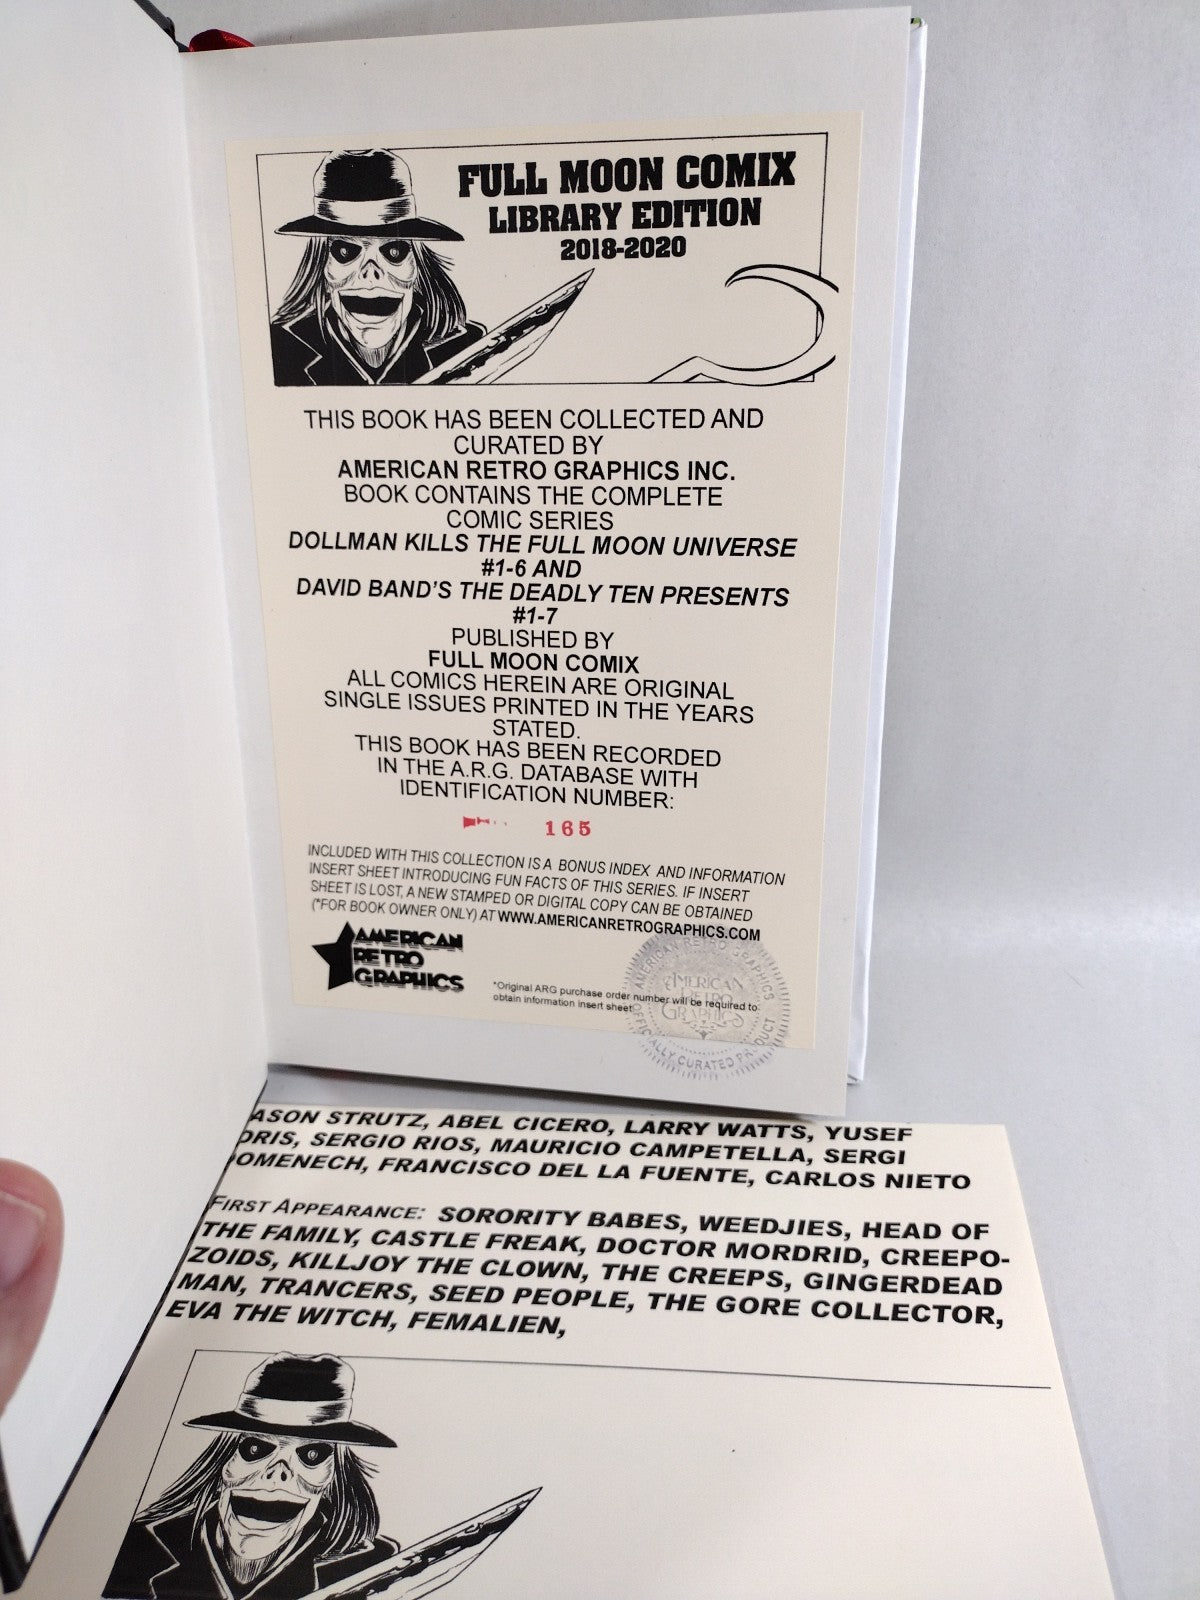 FULL MOON COMIX
LIBRARY EDITION
2018-2020
THIS BOOK HAS BEEN COLLECTED AND
CURATED BY
AMERICAN RETRO GRAPHICS INC.
BOOK CONTAINS THE COMPLETE
COMIC SERIES
DOLLMAN KILLS THE FULL MOON UNIVERSE
#1-6 AND
DAVID BAND'S THE DEADLY TEN PRESENTS
#1-7
PUBLISHED BY
FULL MOON COMIX
ALL COMICS HEREIN ARE ORIGINAL
SINGLE ISSUES PRINTED IN THE YEARS
STATED.
THIS BOOK HAS BEEN RECORDED
IN THE A.R.G. DATABASE WITH
IDENTIFICATION NUMBER:
165
INCLUDED WITH THIS COLLECTION IS A BONUS INDEX AND INFORMATION
INSERT SHEET INTRODUCING FUN FACTS OF THIS SERIES. IF INSERT
SHEET IS LOST, A NEW STAMPED OR DIGITAL COPY CAN BE OBTAINED
(*FOR BOOK OWNER ONLY) AT WWW.AMERICANRETROGRAPHICS.COM
AMERICAN
RETRO
GRAPHICS
*Original ARG purchase order number will be required to
obtain information insert sheet
AMERICAN RETRO GRAPHICS
AMERICAN
RETRO
GRAPHICS
OFFICIALLY CURATED PRODUCT
ASON STRUTZ, ABEL CICERO, LARRY WATTS, YUSEF
ORIS, SERGIO RIOS, MAURICIO CAMPETELLA, SERGI
OMENECH, FRANCISCO DEL LA FUENTE, CARLOS NIETO
FIRST APPEARANCE: SORORITY BABES, WEEDJIES, HEAD OF
THE FAMILY, CASTLE FREAK, DOCTOR MORDRID, CREEPO-
ZOIDS, KILLJOY THE CLOWN, THE CREEPS, GINGERDEAD
MAN, TRANCERS, SEED PEOPLE, THE GORE COLLECTOR,
EVA THE WITCH, FEMALIEN,